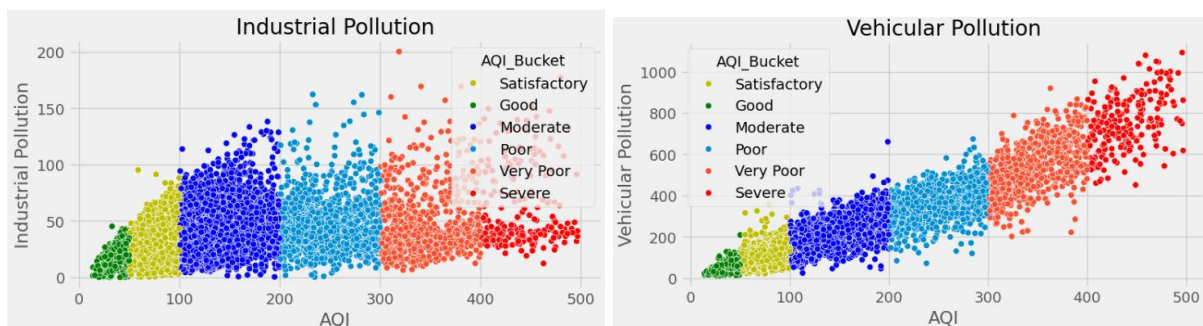 Industrial Pollution
Industrial Pollution
200
150
100
50
0
AQI_Bucket
Satisfactory
Good
Moderate
Poor
Very Poor
Severe
0 100 200 300 400 500
AQI
Vehicular Pollution
Vehicular Pollution
1000
800
600
400
200
0
AQI_Bucket
Satisfactory
Good
Moderate
Poor
Very Poor
Severe
0 100 200 300 400 500
AQI